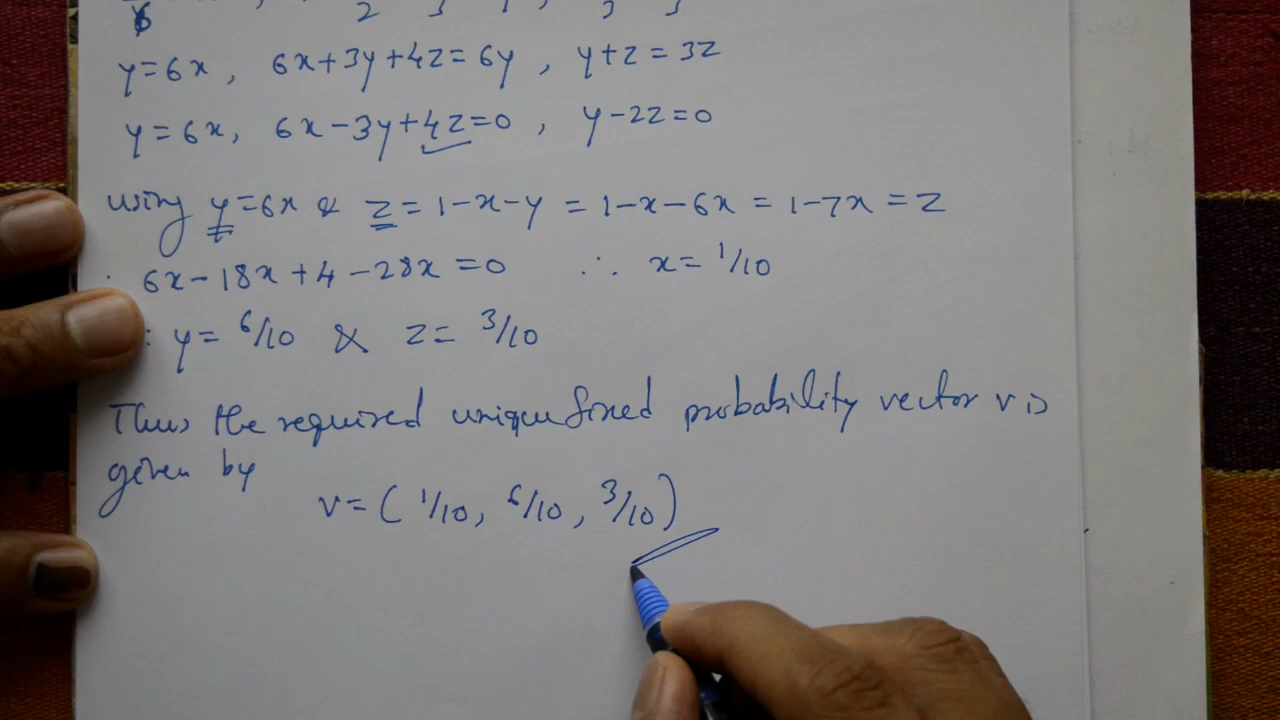 y=6x, 6x+3y+4z=6y, y+z=3z
y=6x, 6x-3y+4z=0, y-2z=0
using y=6x & z=1-x-y=1-x-6x=1-7x=z
6x-18x+4-28x=0 ∴ x=1/10
: y=6/10 & z=3/10
Thus the required unique fixed probability vector v is
given by
v=(1/10, 6/10, 3/10)